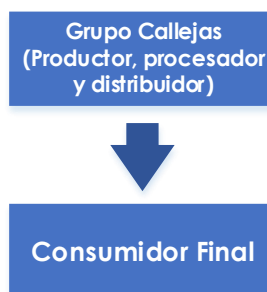 Grupo Callejas
(Productor, procesador
y distribuidor)
Consumidor Final